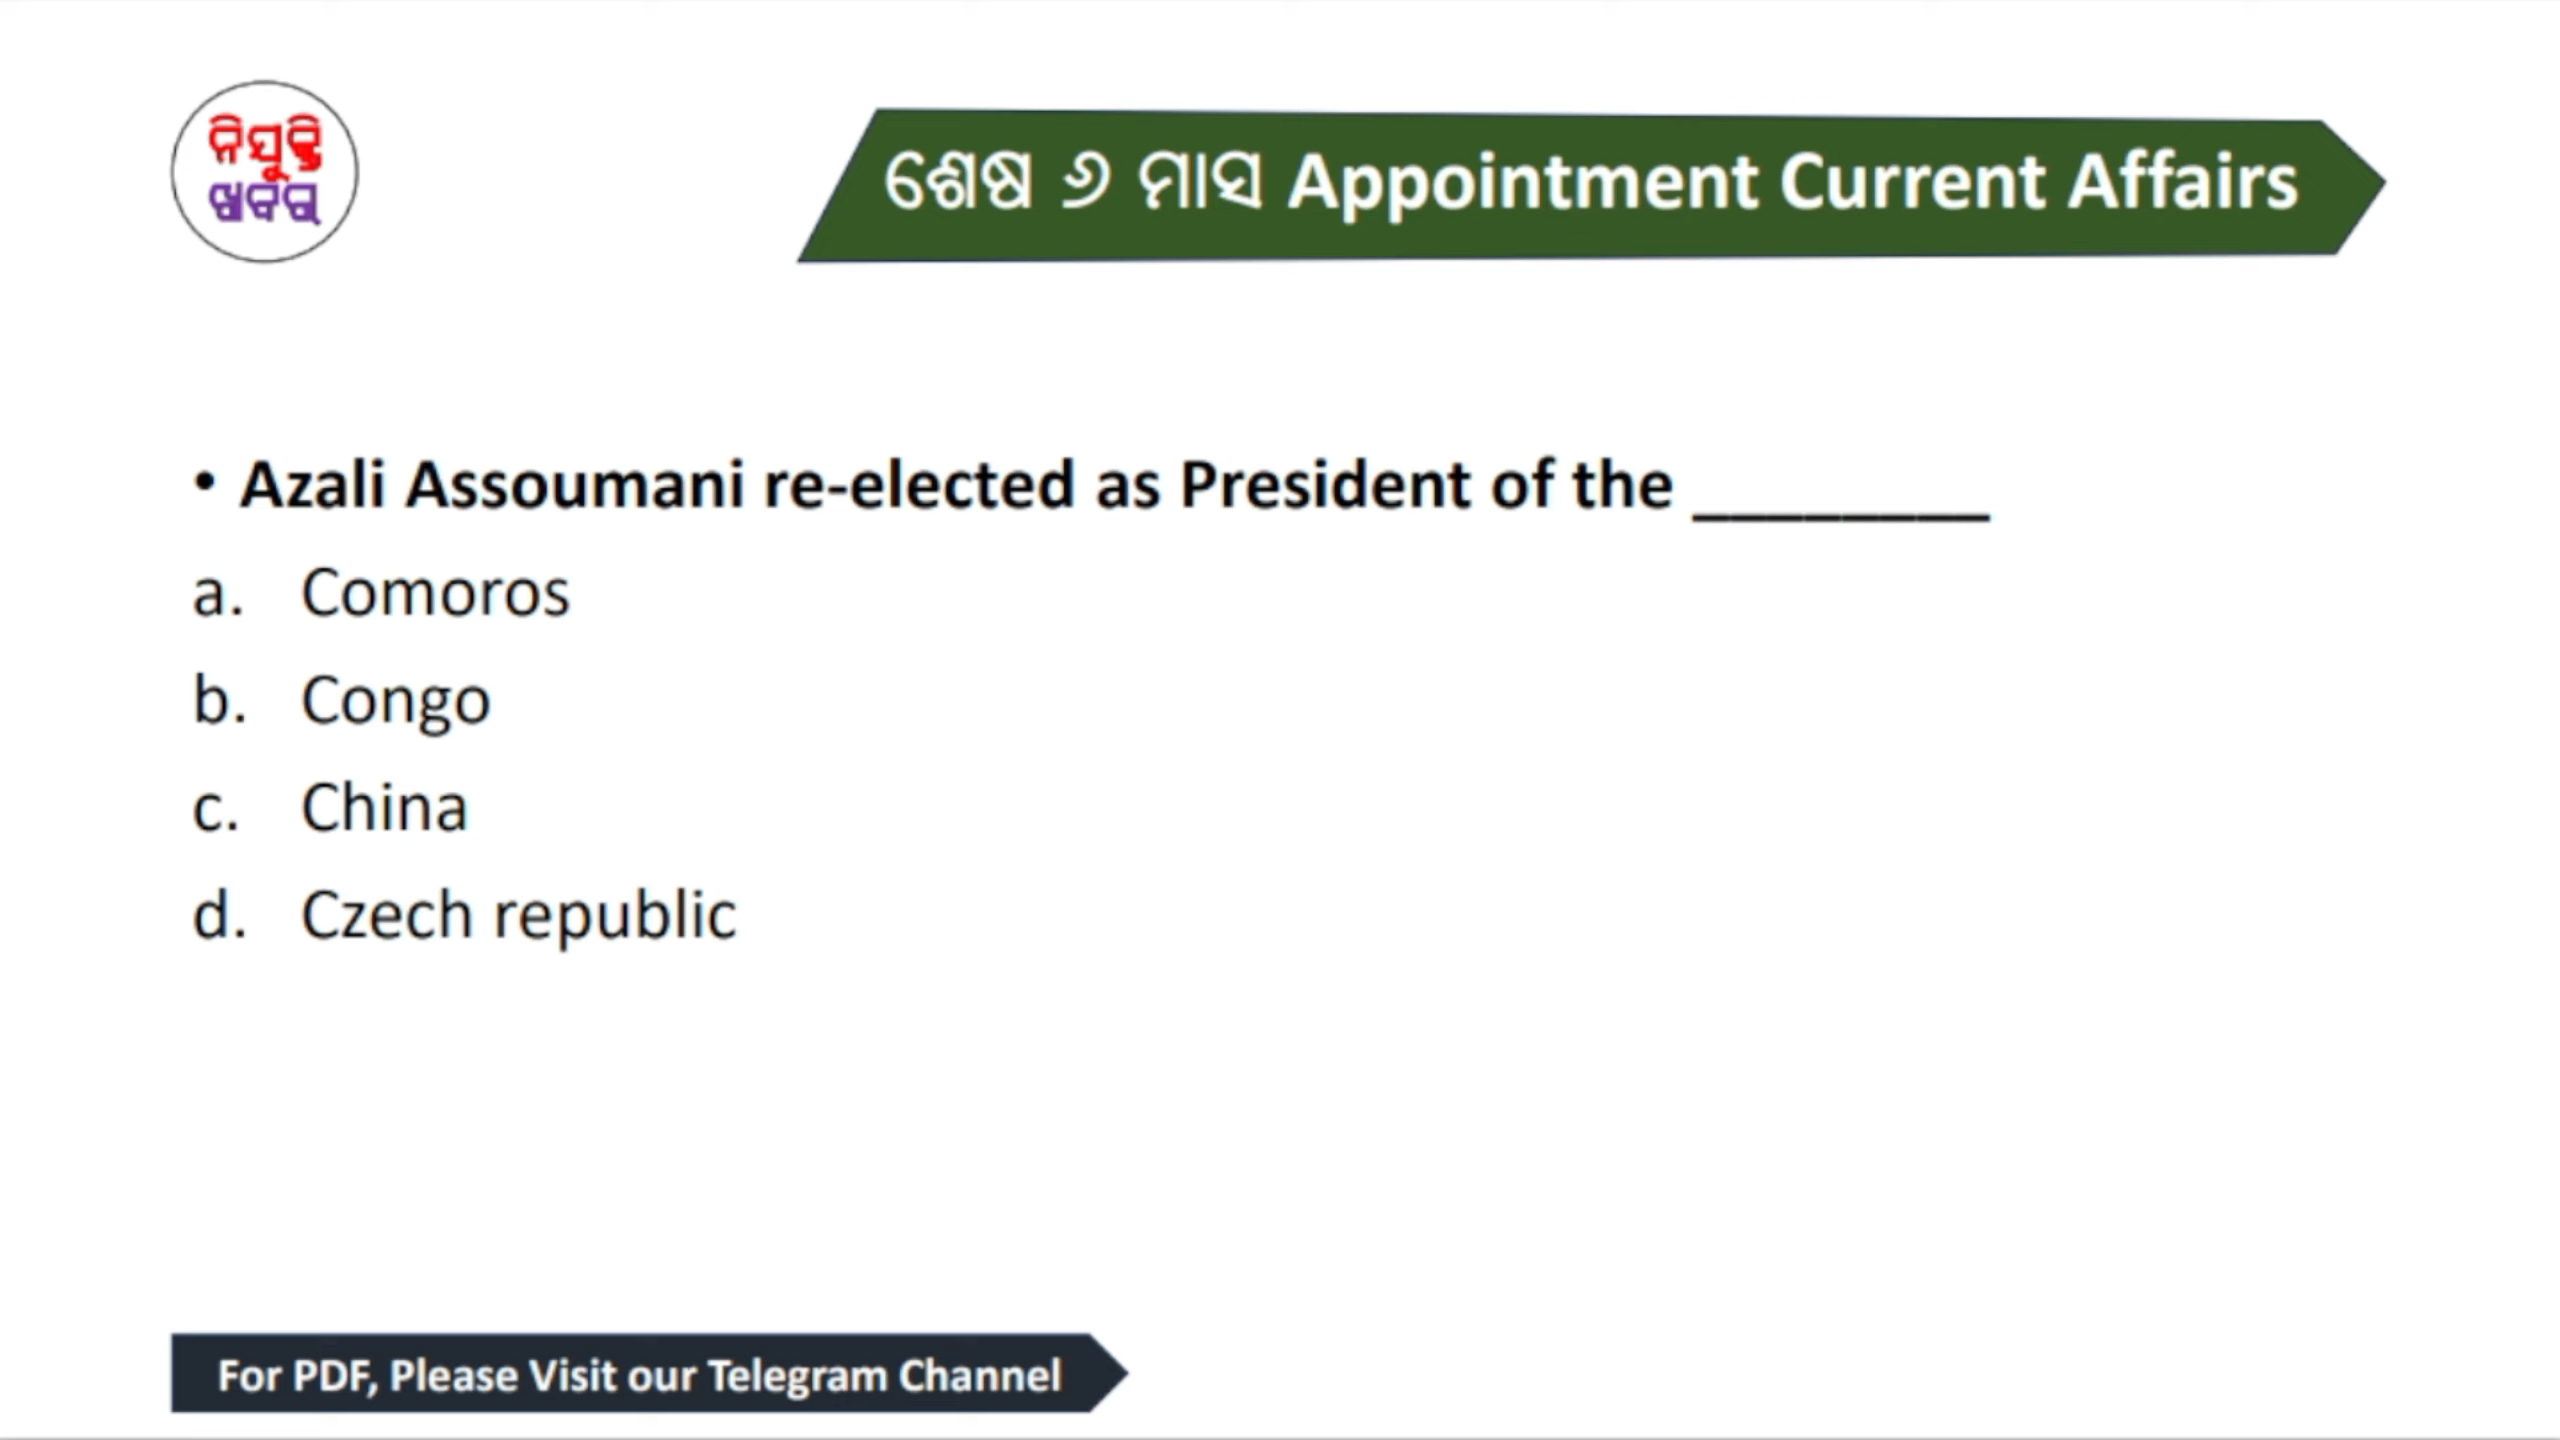 ନିଯୁକ୍ତି
ଖବର
ଶେଷ ୬ ମାସ Appointment Current Affairs
• Azali Assoumani re-elected as President of the ________
a. Comoros
b. Congo
c. China
d. Czech republic
For PDF, Please Visit our Telegram Channel